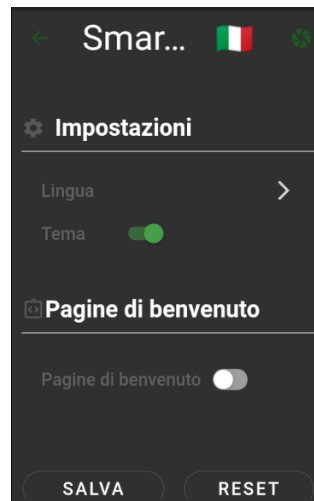 Smar...
Impostazioni
Lingua
Tema
Pagine di benvenuto
Pagine di benvenuto
SALVA
RESET